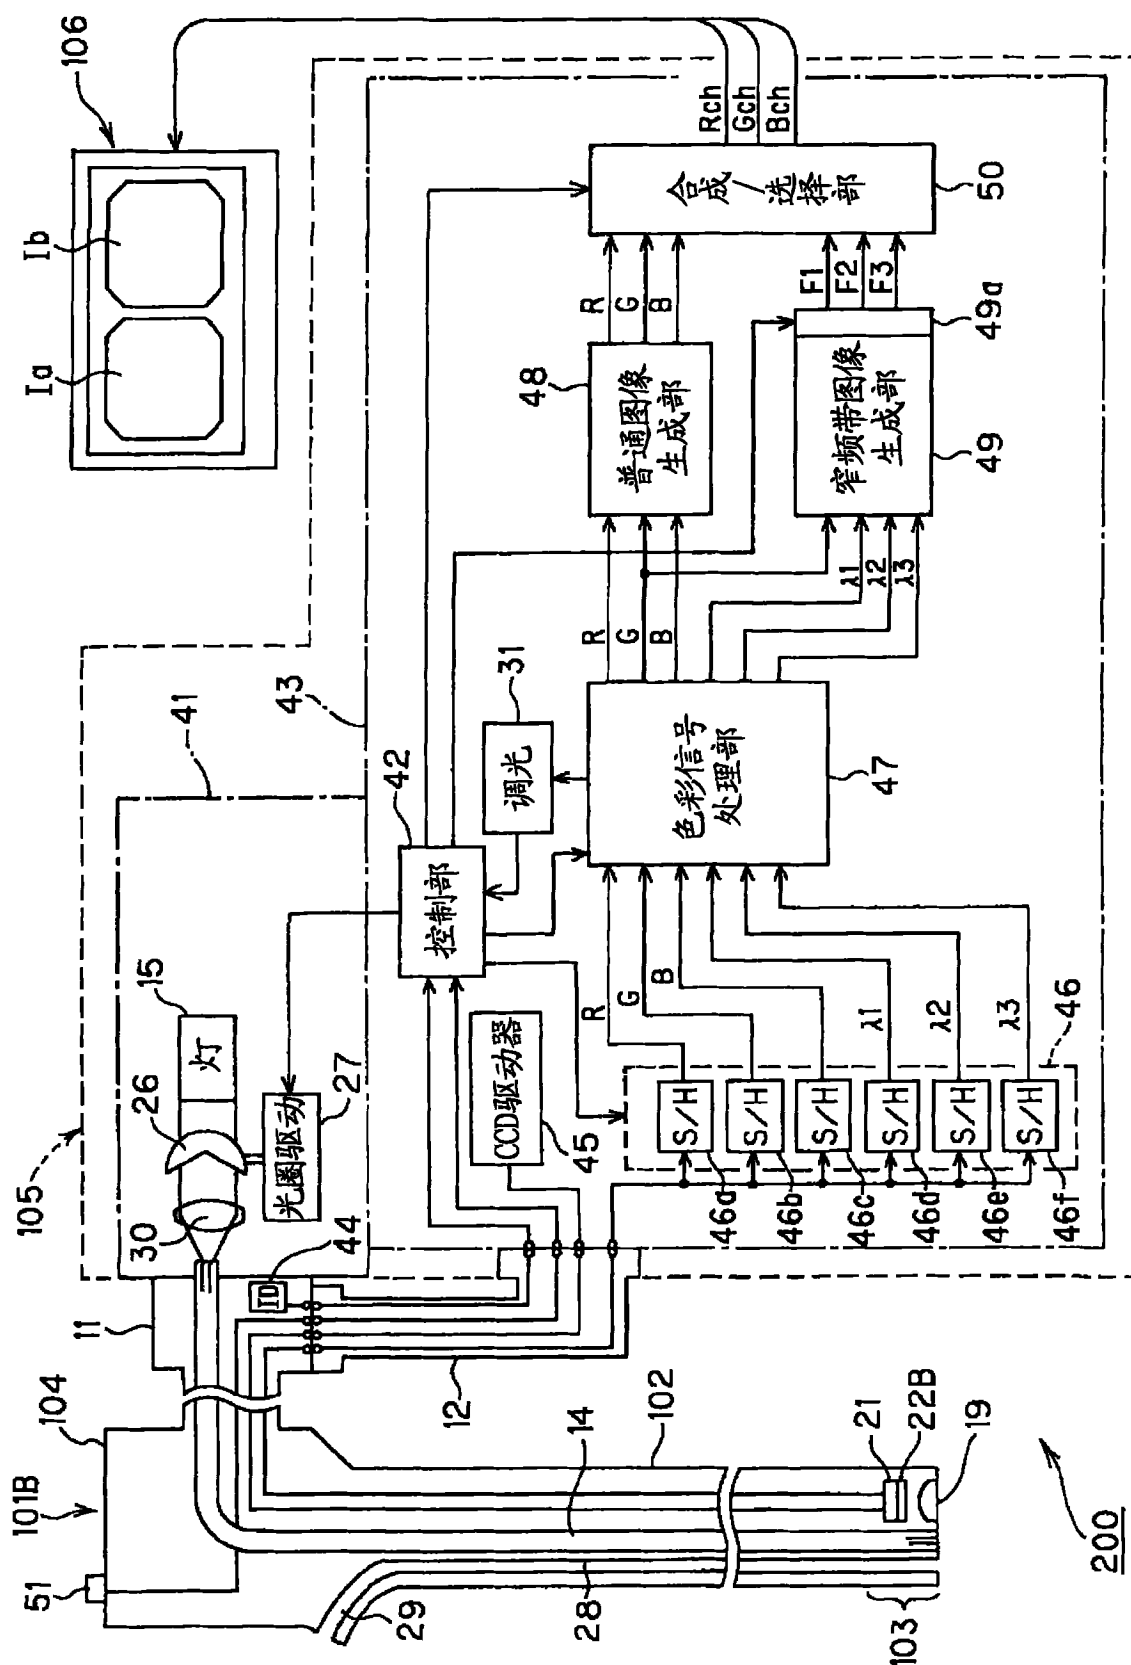 106
Ib
Ia
Rch
Gch
Bch
合成/选择部
50
R
G
B
F1
F2
F3
48
普通图像
生成部
49a
窄频带图像
生成部
49
R
G
B
λ1
λ2
λ3
41
43
31
调光
42
控制部
色彩信号
处理部
47
15
灯
26
27
光圈驱动
105
30
44
ID
CCD驱动器
45
R
G
B
λ1
λ2
λ3
46
S/H
S/H
S/H
S/H
S/H
S/H
46a
46b
46c
46d
46e
46f
11
12
104
101B
51
102
14
21
22B
19
29
28
103
200